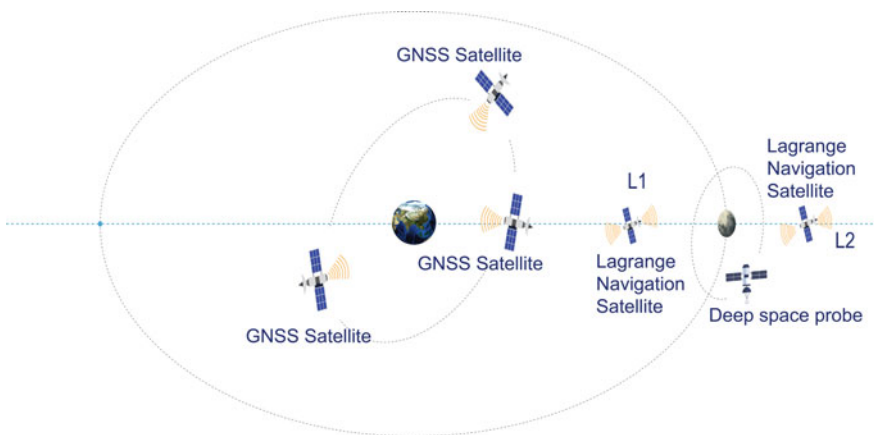 GNSS Satellite
Lagrange
Navigation
Satellite
L1
L2
GNSS Satellite
Lagrange
Navigation
Satellite
Deep space probe
GNSS Satellite